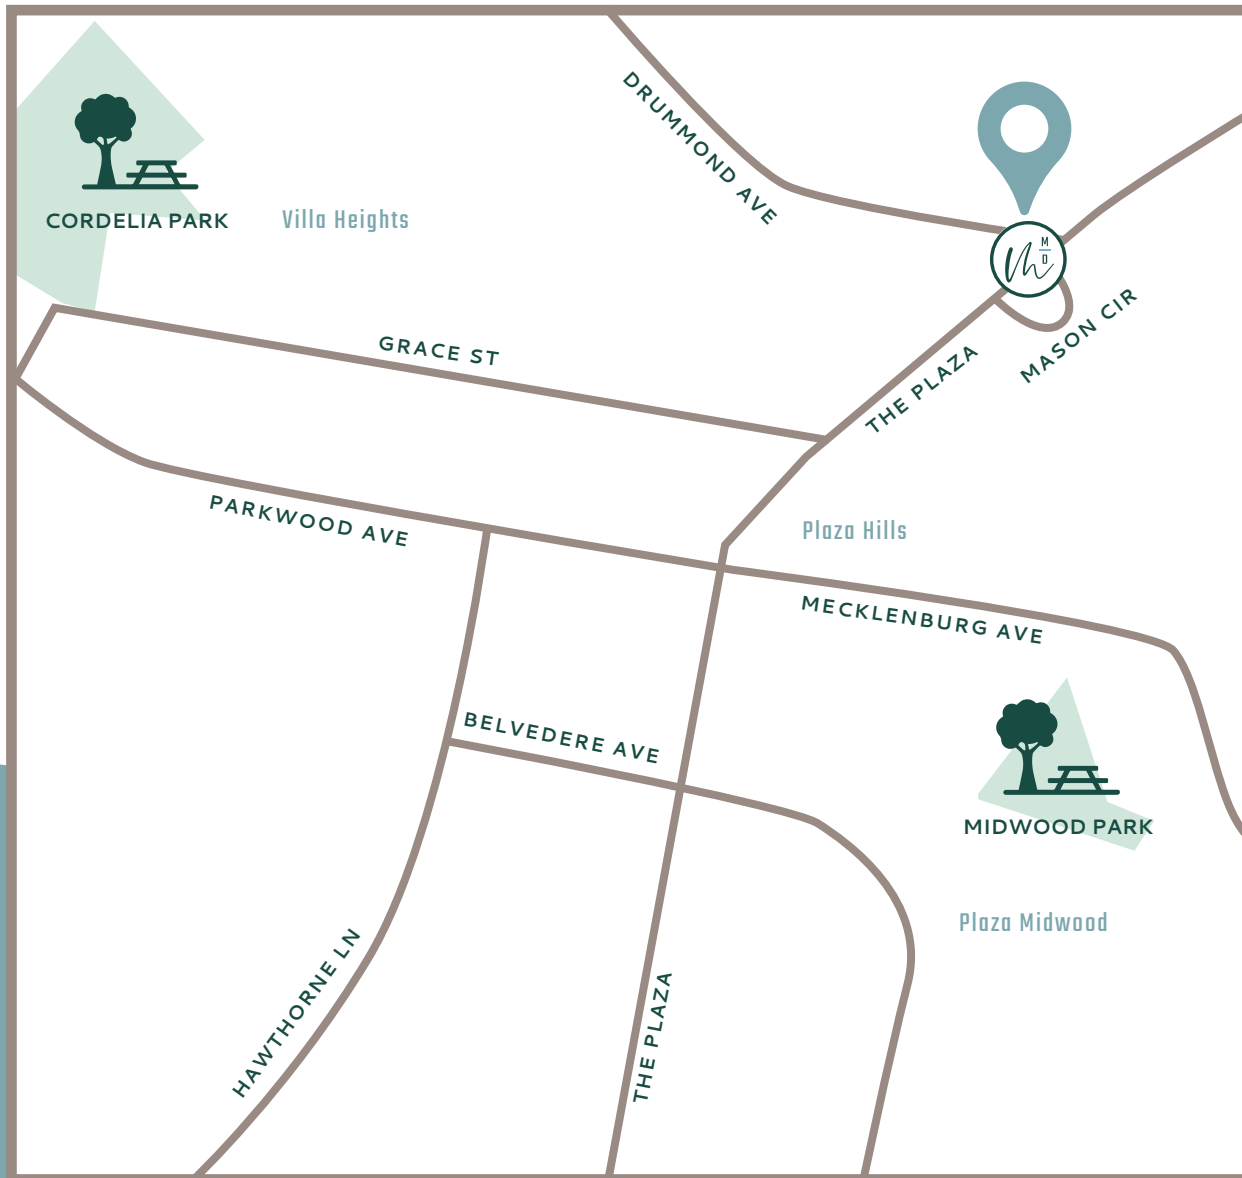 DRUMMOND AVE
CORDELIA PARK
Villa Heights
M
D
MASON CIR
GRACE ST
THE PLAZA
PARKWOOD AVE
Plaza Hills
MECKLENBURG AVE
BELVEDERE AVE
MIDWOOD PARK
Plaza Midwood
HAWTHORNE LN
THE PLAZA